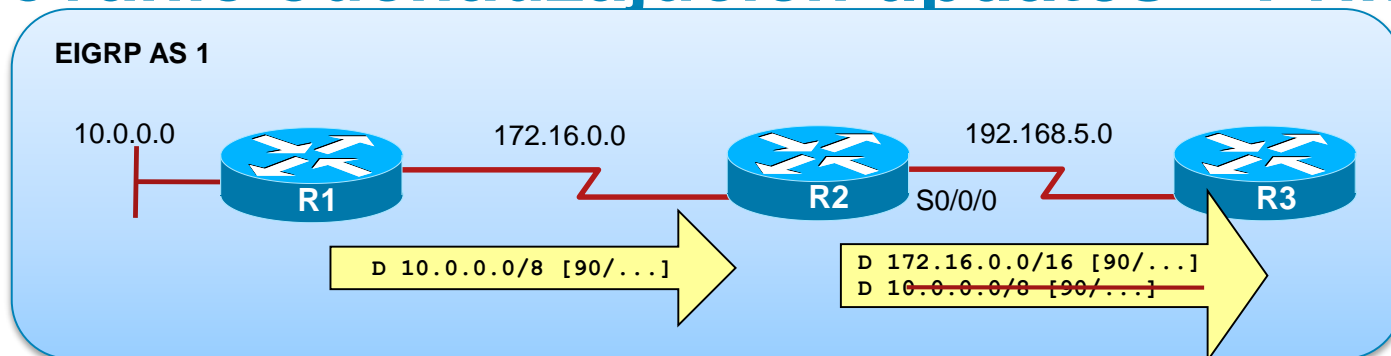 EIGRP AS 1
10.0.0.0
172.16.0.0
192.168.5.0
R1
R2
S0/0/0
R3
D 10.0.0.0/8 [90/...]
D 172.16.0.0/16 [90/...]
D 10.0.0.0/8 [90/...]